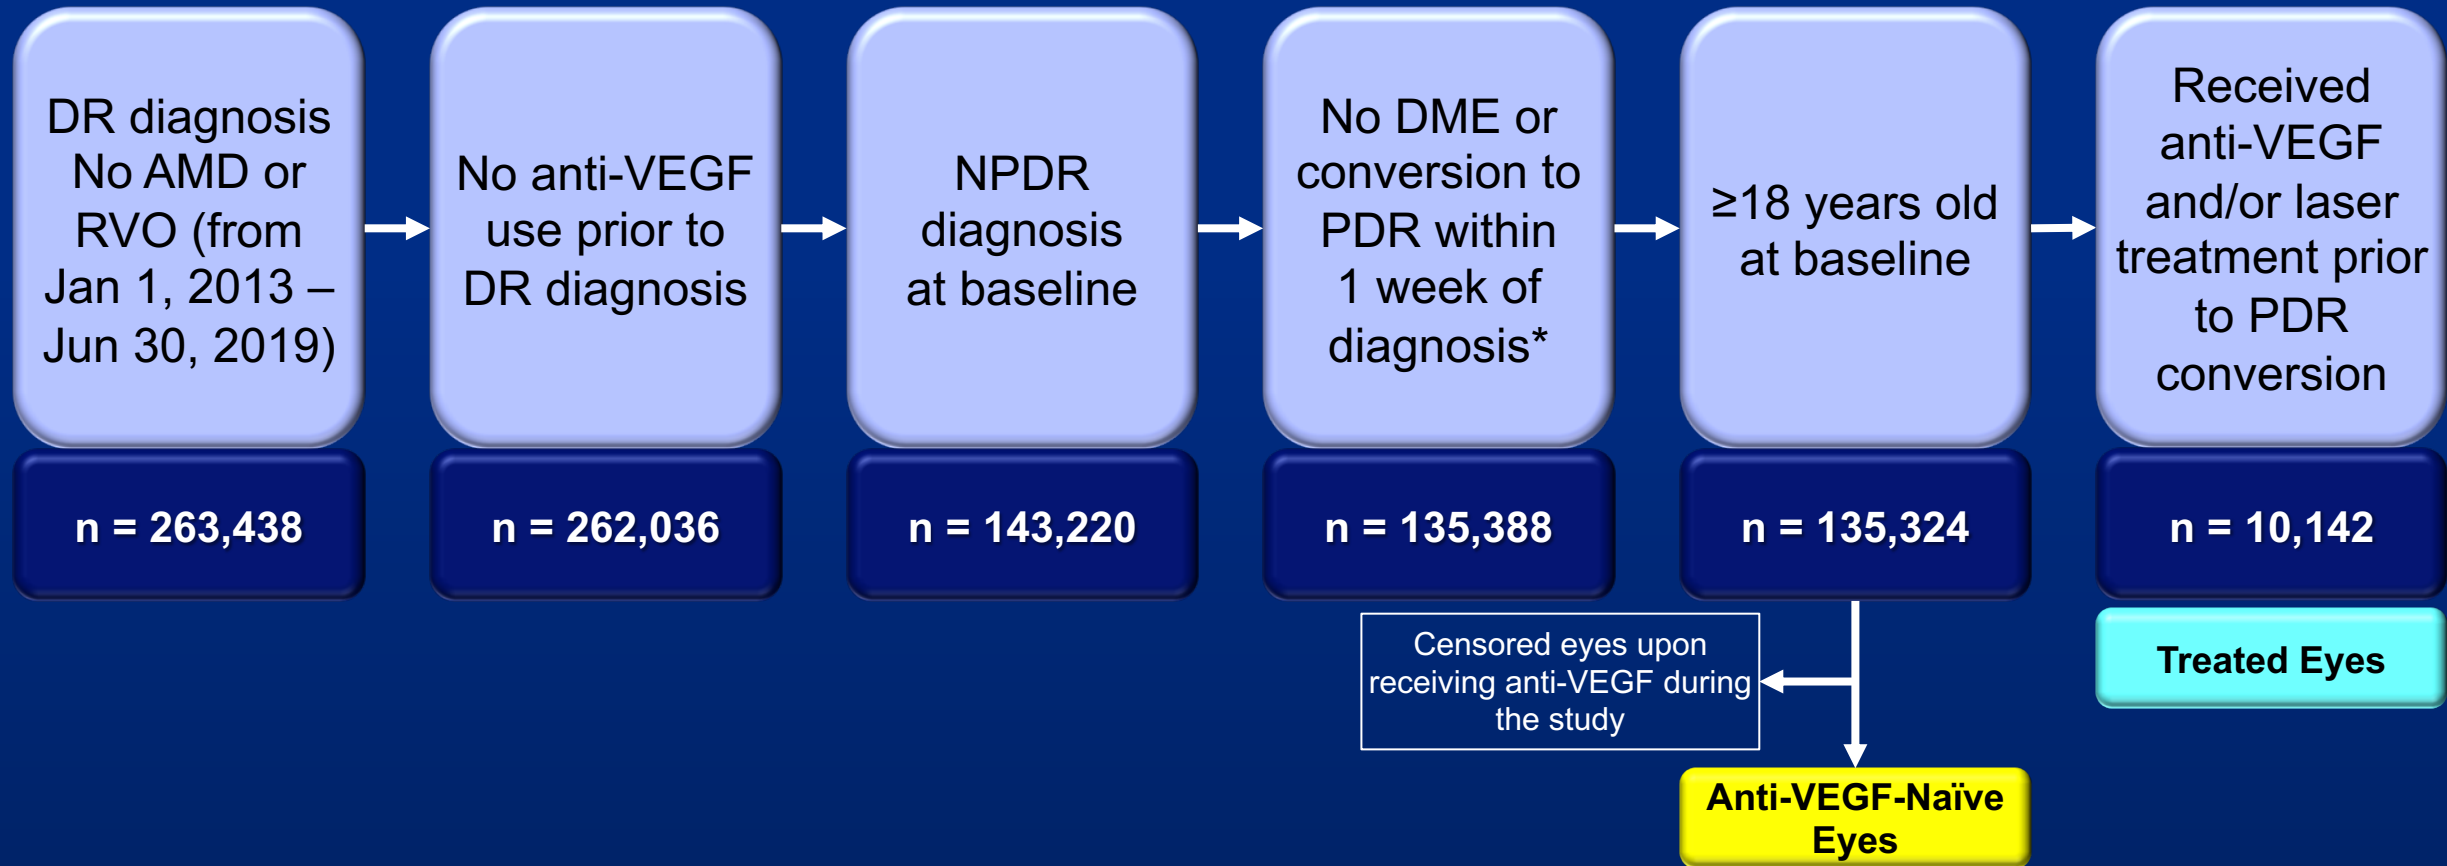 DR diagnosis
No AMD or
RVO (from
Jan 1, 2013 –
Jun 30, 2019)
n = 263,438
No anti-VEGF
use prior to
DR diagnosis
n = 262,036
NPDR
diagnosis
at baseline
n = 143,220
No DME or
conversion to
PDR within
1 week of
diagnosis*
n = 135,388
≥18 years old
at baseline
n = 135,324
Received
anti-VEGF
and/or laser
treatment prior
to PDR
conversion
n = 10,142
Treated Eyes
Censored eyes upon
receiving anti-VEGF during
the study
Anti-VEGF-Naïve
Eyes